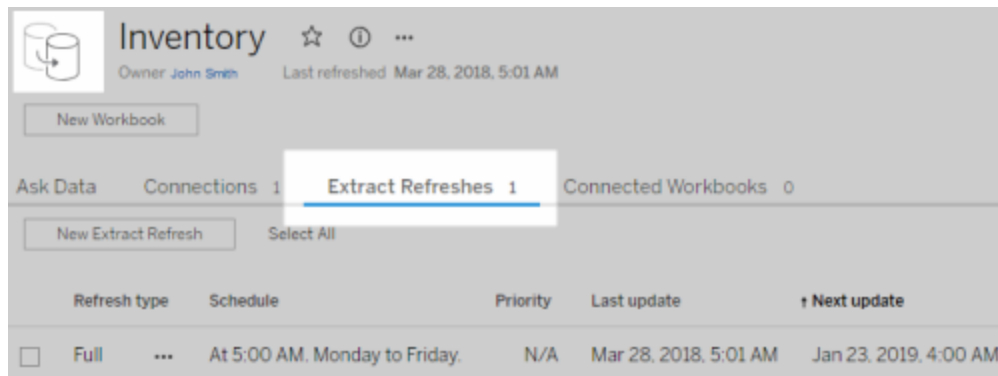 Inventory
Owner John Smith Last refreshed Mar 28, 2018, 5:01 AM
New Workbook
Ask Data Connections 1 Extract Refreshes 1 Connected Workbooks 0
New Extract Refresh Select All
Refresh type Schedule Priority Last update ↑ Next update
Full ••• At 5:00 AM. Monday to Friday. N/A Mar 28, 2018, 5:01 AM Jan 23, 2019, 4:00 AM